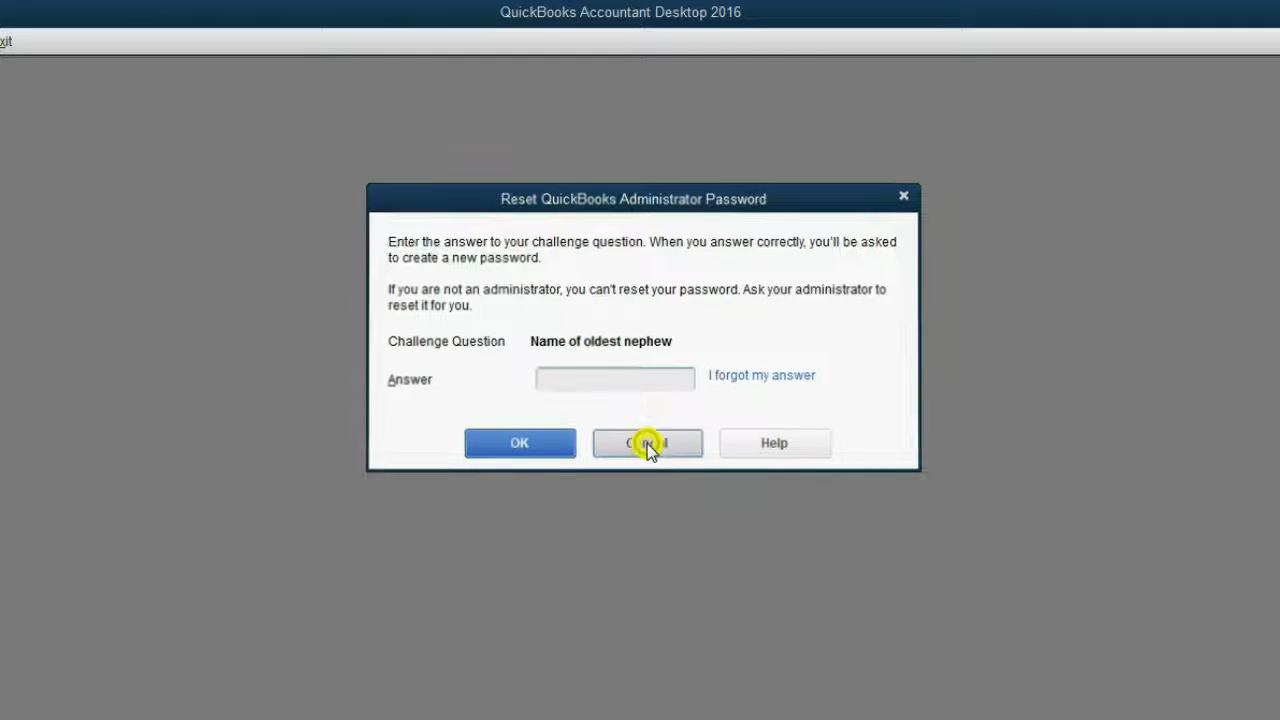 QuickBooks Accountant Desktop 2016
xit
Reset QuickBooks Administrator Password
Enter the answer to your challenge question. When you answer correctly, you'll be asked
to create a new password.
If you are not an administrator, you can't reset your password. Ask your administrator to
reset it for you.
Challenge Question Name of oldest nephew
Answer I forgot my answer
OK Help